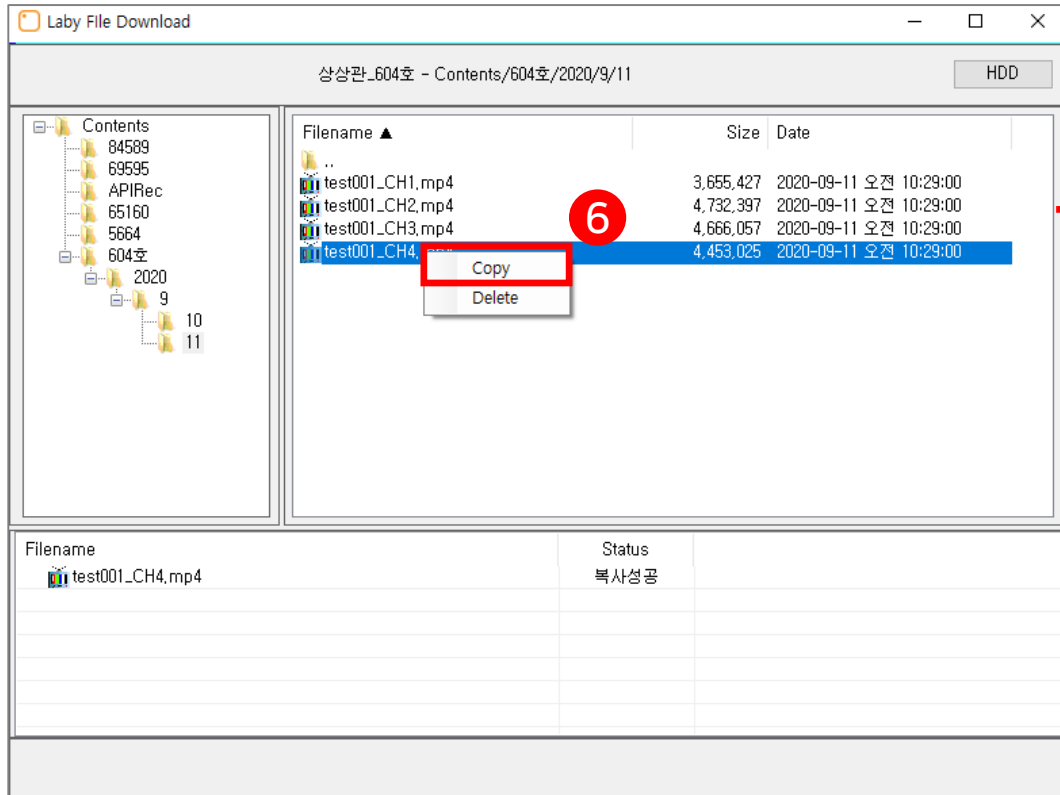 Laby File Download
상상관_604호 - Contents/604호/2020/9/11
HDD
Contents
84589
69595
APIRec
65160
5664
604호
2020
9
10
11
Filename ▲ Size Date
..
test001_CH1.mp4 3,655,427 2020-09-11 오전 10:29:00
test001_CH2.mp4 4,732,397 2020-09-11 오전 10:29:00
test001_CH3.mp4 4,666,057 2020-09-11 오전 10:29:00
test001_CH4. 4,453,025 2020-09-11 오전 10:29:00
6
Copy
Delete
Filename Status
test001_CH4.mp4 복사성공